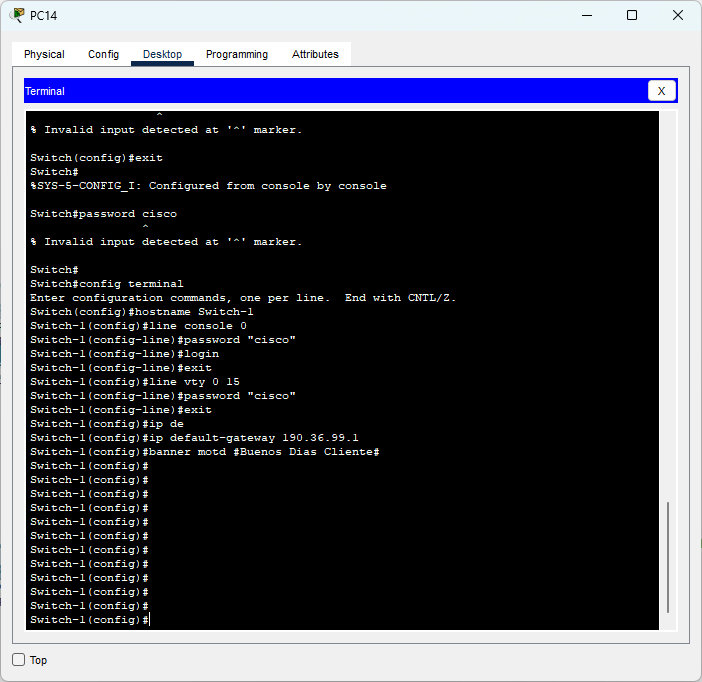 PC14
Physical Config Desktop Programming Attributes
Terminal X
^
% Invalid input detected at '^' marker.
Switch(config)#exit
Switch#
%SYS-5-CONFIG_I: Configured from console by console
Switch#password cisco
^
% Invalid input detected at '^' marker.
Switch#
Switch#config terminal
Enter configuration commands, one per line.  End with CNTL/Z.
Switch(config)#hostname Switch-1
Switch-1(config)#line console 0
Switch-1(config-line)#password "cisco"
Switch-1(config-line)#login
Switch-1(config-line)#exit
Switch-1(config)#line vty 0 15
Switch-1(config-line)#password "cisco"
Switch-1(config-line)#exit
Switch-1(config)#ip de
Switch-1(config)#ip default-gateway 190.36.99.1
Switch-1(config)#banner motd #Buenos Dias Cliente#
Switch-1(config)#
Switch-1(config)#
Switch-1(config)#
Switch-1(config)#
Switch-1(config)#
Switch-1(config)#
Switch-1(config)#
Switch-1(config)#
Switch-1(config)#
Switch-1(config)#
Switch-1(config)#
Switch-1(config)#
Top